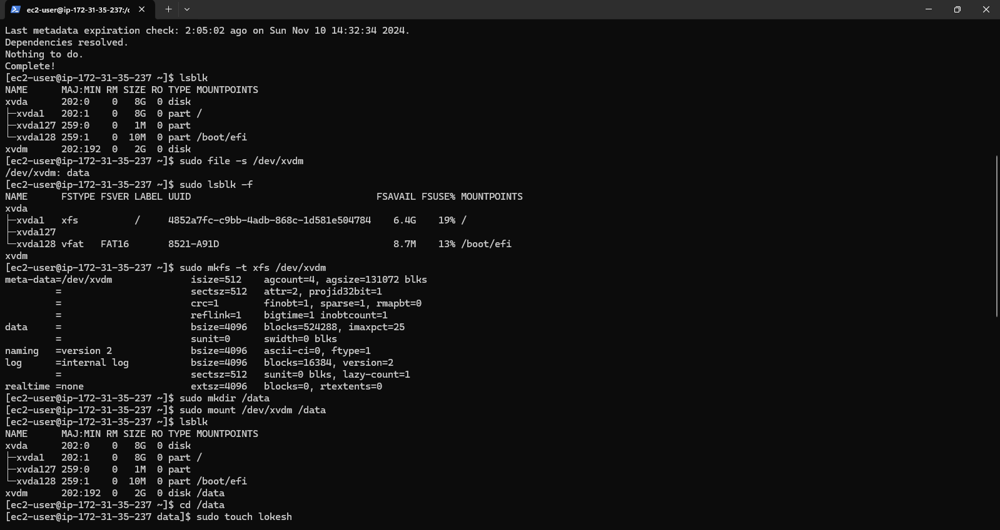 ec2-user@ip-172-31-35-237:/c
Last metadata expiration check: 2:05:02 ago on Sun Nov 10 14:32:34 2024.
Dependencies resolved.
Nothing to do.
Complete!
[ec2-user@ip-172-31-35-237 ~]$ lsblk
NAME      MAJ:MIN RM SIZE RO TYPE MOUNTPOINTS
xvda      202:0    0   8G  0 disk
├─xvda1   202:1    0   8G  0 part /
├─xvda127 259:0    0   1M  0 part
└─xvda128 259:1    0  10M  0 part /boot/efi
xvdm      202:192  0   2G  0 disk
[ec2-user@ip-172-31-35-237 ~]$ sudo file -s /dev/xvdm
/dev/xvdm: data
[ec2-user@ip-172-31-35-237 ~]$ sudo lsblk -f
NAME      FSTYPE FSVER LABEL UUID                                 FSAVAIL FSUSE% MOUNTPOINTS
xvda
├─xvda1   xfs          /     4852a7fc-c9bb-4adb-868c-1d581e504784    6.4G    19% /
├─xvda127
└─xvda128 vfat   FAT16       8521-A91D                               8.7M    13% /boot/efi
xvdm
[ec2-user@ip-172-31-35-237 ~]$ sudo mkfs -t xfs /dev/xvdm
meta-data=/dev/xvdm              isize=512    agcount=4, agsize=131072 blks
         =                       sectsz=512   attr=2, projid32bit=1
         =                       crc=1        finobt=1, sparse=1, rmapbt=0
         =                       reflink=1    bigtime=1 inobtcount=1
data     =                       bsize=4096   blocks=524288, imaxpct=25
         =                       sunit=0      swidth=0 blks
naming   =version 2              bsize=4096   ascii-ci=0, ftype=1
log      =internal log           bsize=4096   blocks=16384, version=2
         =                       sectsz=512   sunit=0 blks, lazy-count=1
realtime =none                   extsz=4096   blocks=0, rtextents=0
[ec2-user@ip-172-31-35-237 ~]$ sudo mkdir /data
[ec2-user@ip-172-31-35-237 ~]$ sudo mount /dev/xvdm /data
[ec2-user@ip-172-31-35-237 ~]$ lsblk
NAME      MAJ:MIN RM SIZE RO TYPE MOUNTPOINTS
xvda      202:0    0   8G  0 disk
├─xvda1   202:1    0   8G  0 part /
├─xvda127 259:0    0   1M  0 part
└─xvda128 259:1    0  10M  0 part /boot/efi
xvdm      202:192  0   2G  0 disk /data
[ec2-user@ip-172-31-35-237 ~]$ cd /data
[ec2-user@ip-172-31-35-237 data]$ sudo touch lokesh